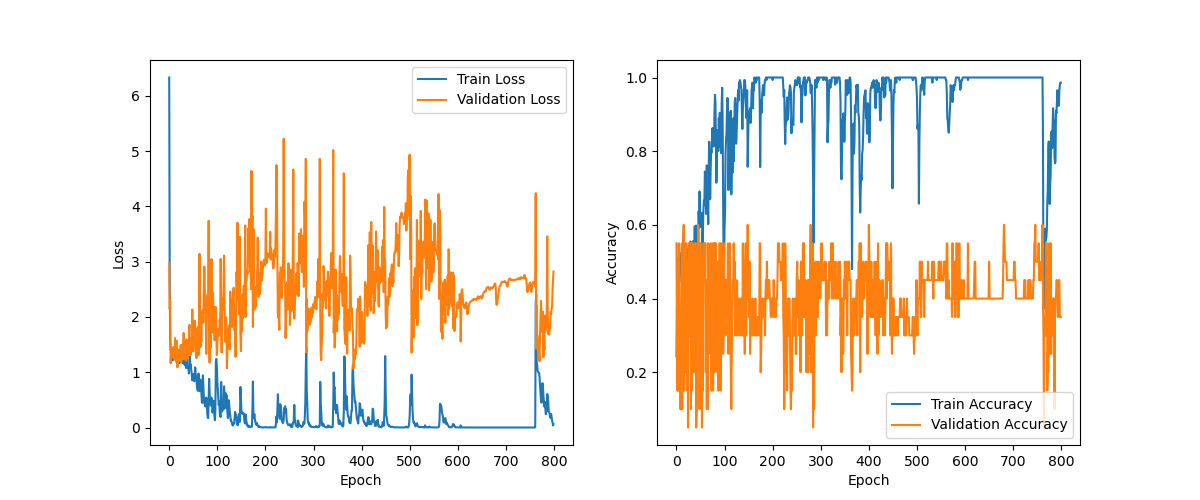 Train Loss
Validation Loss
6
5
4
3
2
1
0
Loss
0 100 200 300 400 500 600 700 800
Epoch
1.0
0.8
0.6
0.4
0.2
Accuracy
Train Accuracy
Validation Accuracy
0 100 200 300 400 500 600 700 800
Epoch